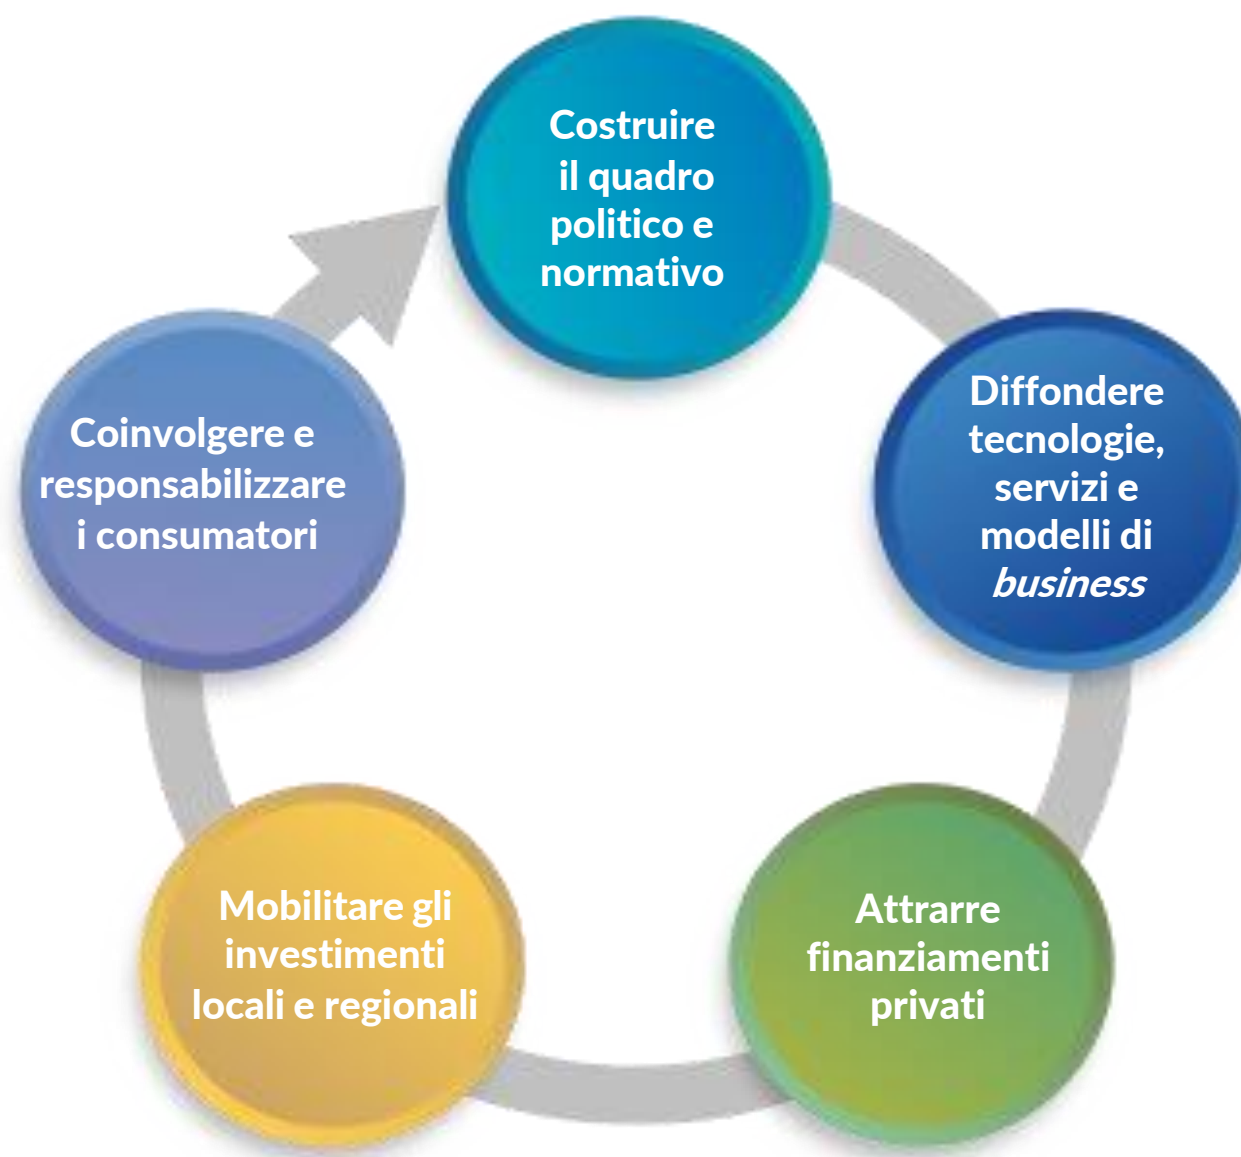 Costruire
il quadro
politico e
normativo
Diffondere
tecnologie,
servizi e
modelli di
business
Attrarre
finanziamenti
privati
Mobilitare gli
investimenti
locali e regionali
Coinvolgere e
responsabilizzare
i consumatori